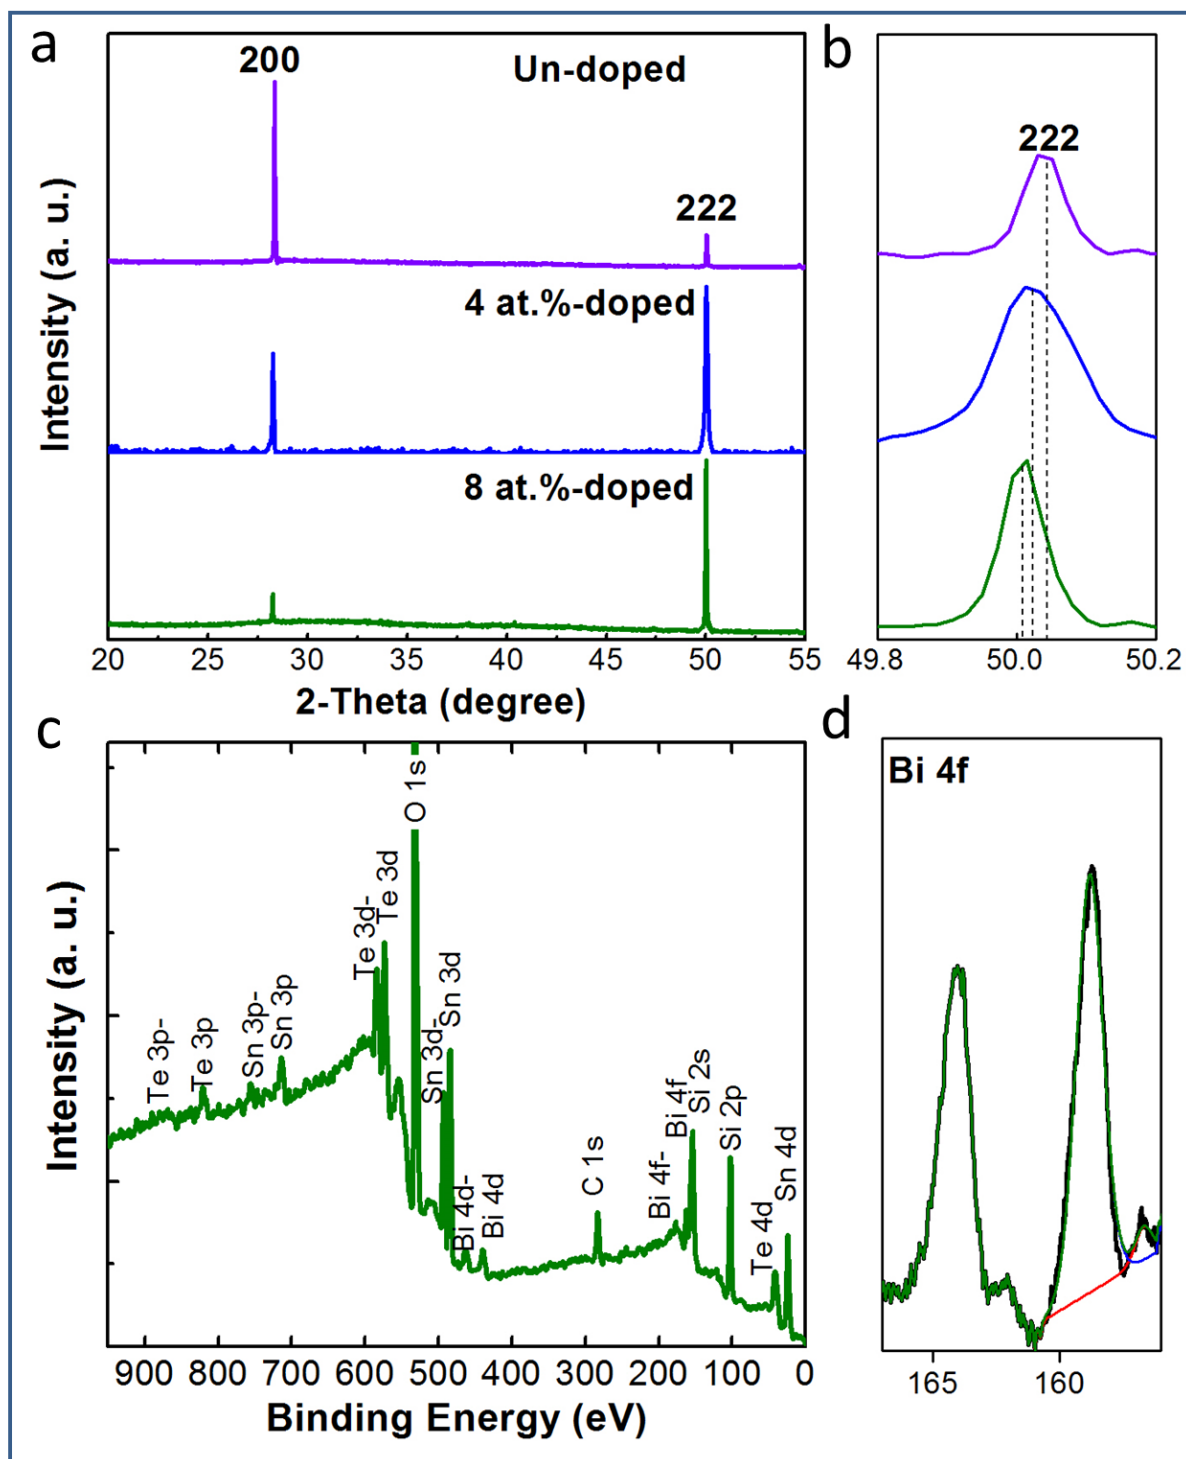 a
200
Un-doped
222
4 at.%-doped
8 at.%-doped
Intensity (a. u.)
20 25 30 35 40 45 50 55
2-Theta (degree)
b
222
49.8 50.0 50.2
c
Te 3p-
Te 3p
Sn 3p-
Sn 3p
Te 3d-
Te 3d
O 1s
Sn 3d-
Sn 3d
Bi 4d-
Bi 4d
C 1s
Bi 4f-
Bi 4f
Si 2s
Si 2p
Te 4d
Sn 4d
Intensity (a. u.)
900 800 700 600 500 400 300 200 100 0
Binding Energy (eV)
d
Bi 4f
165 160